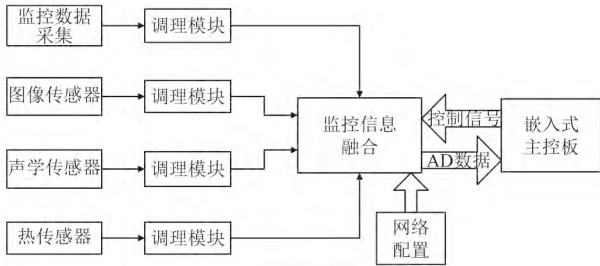 监控数据
采集
调理模块
图像传感器
调理模块
声学传感器
调理模块
热传感器
调理模块
监控信息
融合
控制信号
AD数据
嵌入式
主控板
网络
配置